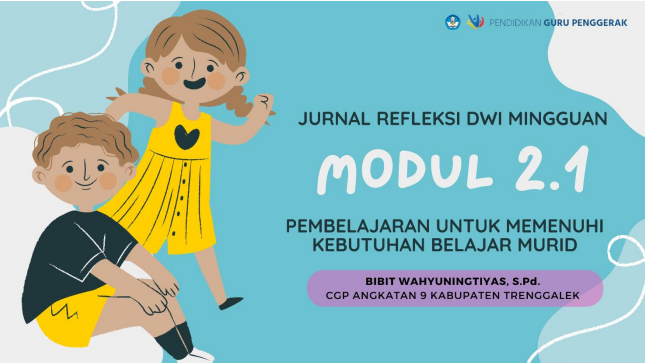 PENDIDIKAN GURU PENGGERAK
JURNAL REFLEKSI DWI MINGGUAN
MODUL 2.1
PEMBELAJARAN UNTUK MEMENUHI
KEBUTUHAN BELAJAR MURID
BIBIT WAHYUNINGTIYAS, S.Pd.
CGP ANGKATAN 9 KABUPATEN TRENGGALEK